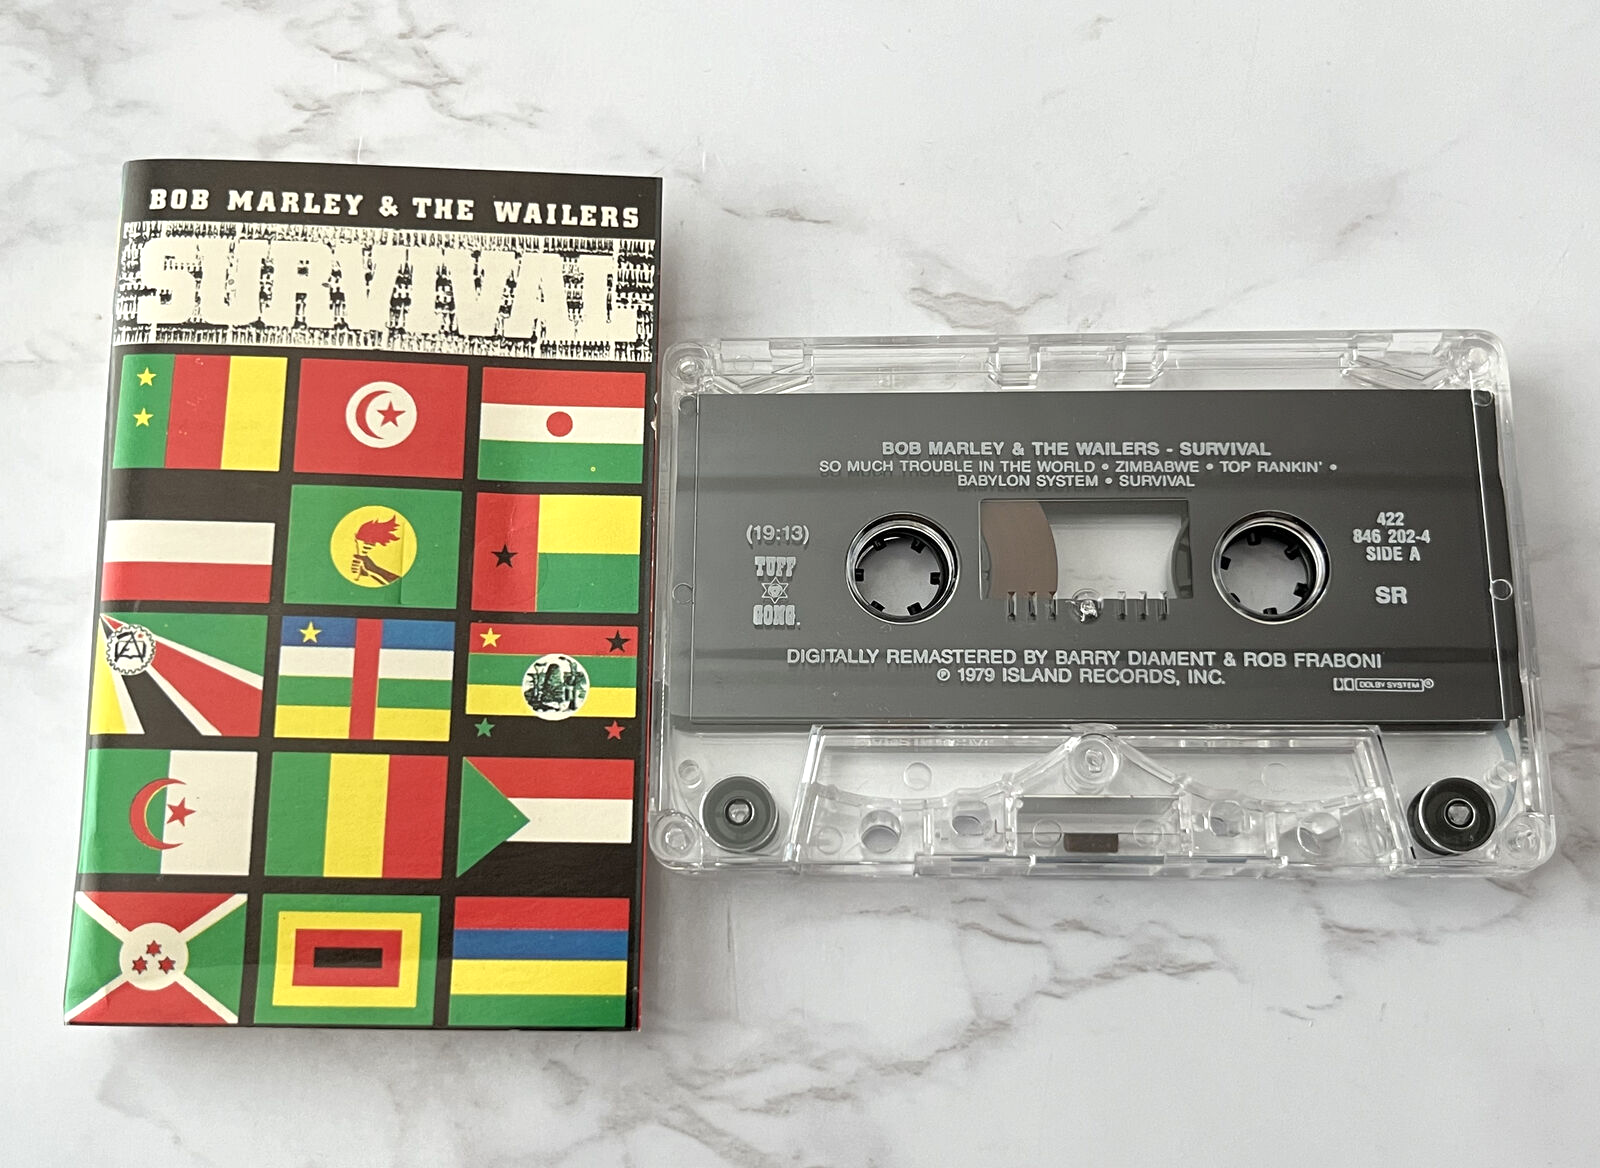 BOB MARLEY & THE WAILERS
SURVIVAL
BOB MARLEY & THE WAILERS - SURVIVAL
SO MUCH TROUBLE IN THE WORLD • ZIMBABWE • TOP RANKIN' •
BABYLON SYSTEM • SURVIVAL
(19:13)
TUFF
GONG.
422
846 202-4
SIDE A
SR
DIGITALLY REMASTERED BY BARRY DIAMENT & ROB FRABONI
℗ 1979 ISLAND RECORDS, INC.
DOLBY SYSTEM®